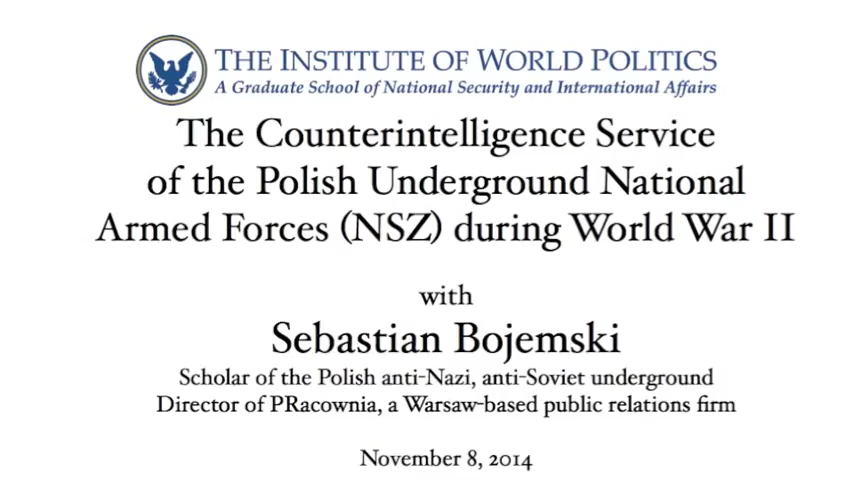 THE INSTITUTE OF WORLD POLITICS
A Graduate School of National Security and International Affairs
The Counterintelligence Service
of the Polish Underground National
Armed Forces (NSZ) during World War II
with
Sebastian Bojemski
Scholar of the Polish anti-Nazi, anti-Soviet underground
Director of PRacownia, a Warsaw-based public relations firm
November 8, 2014